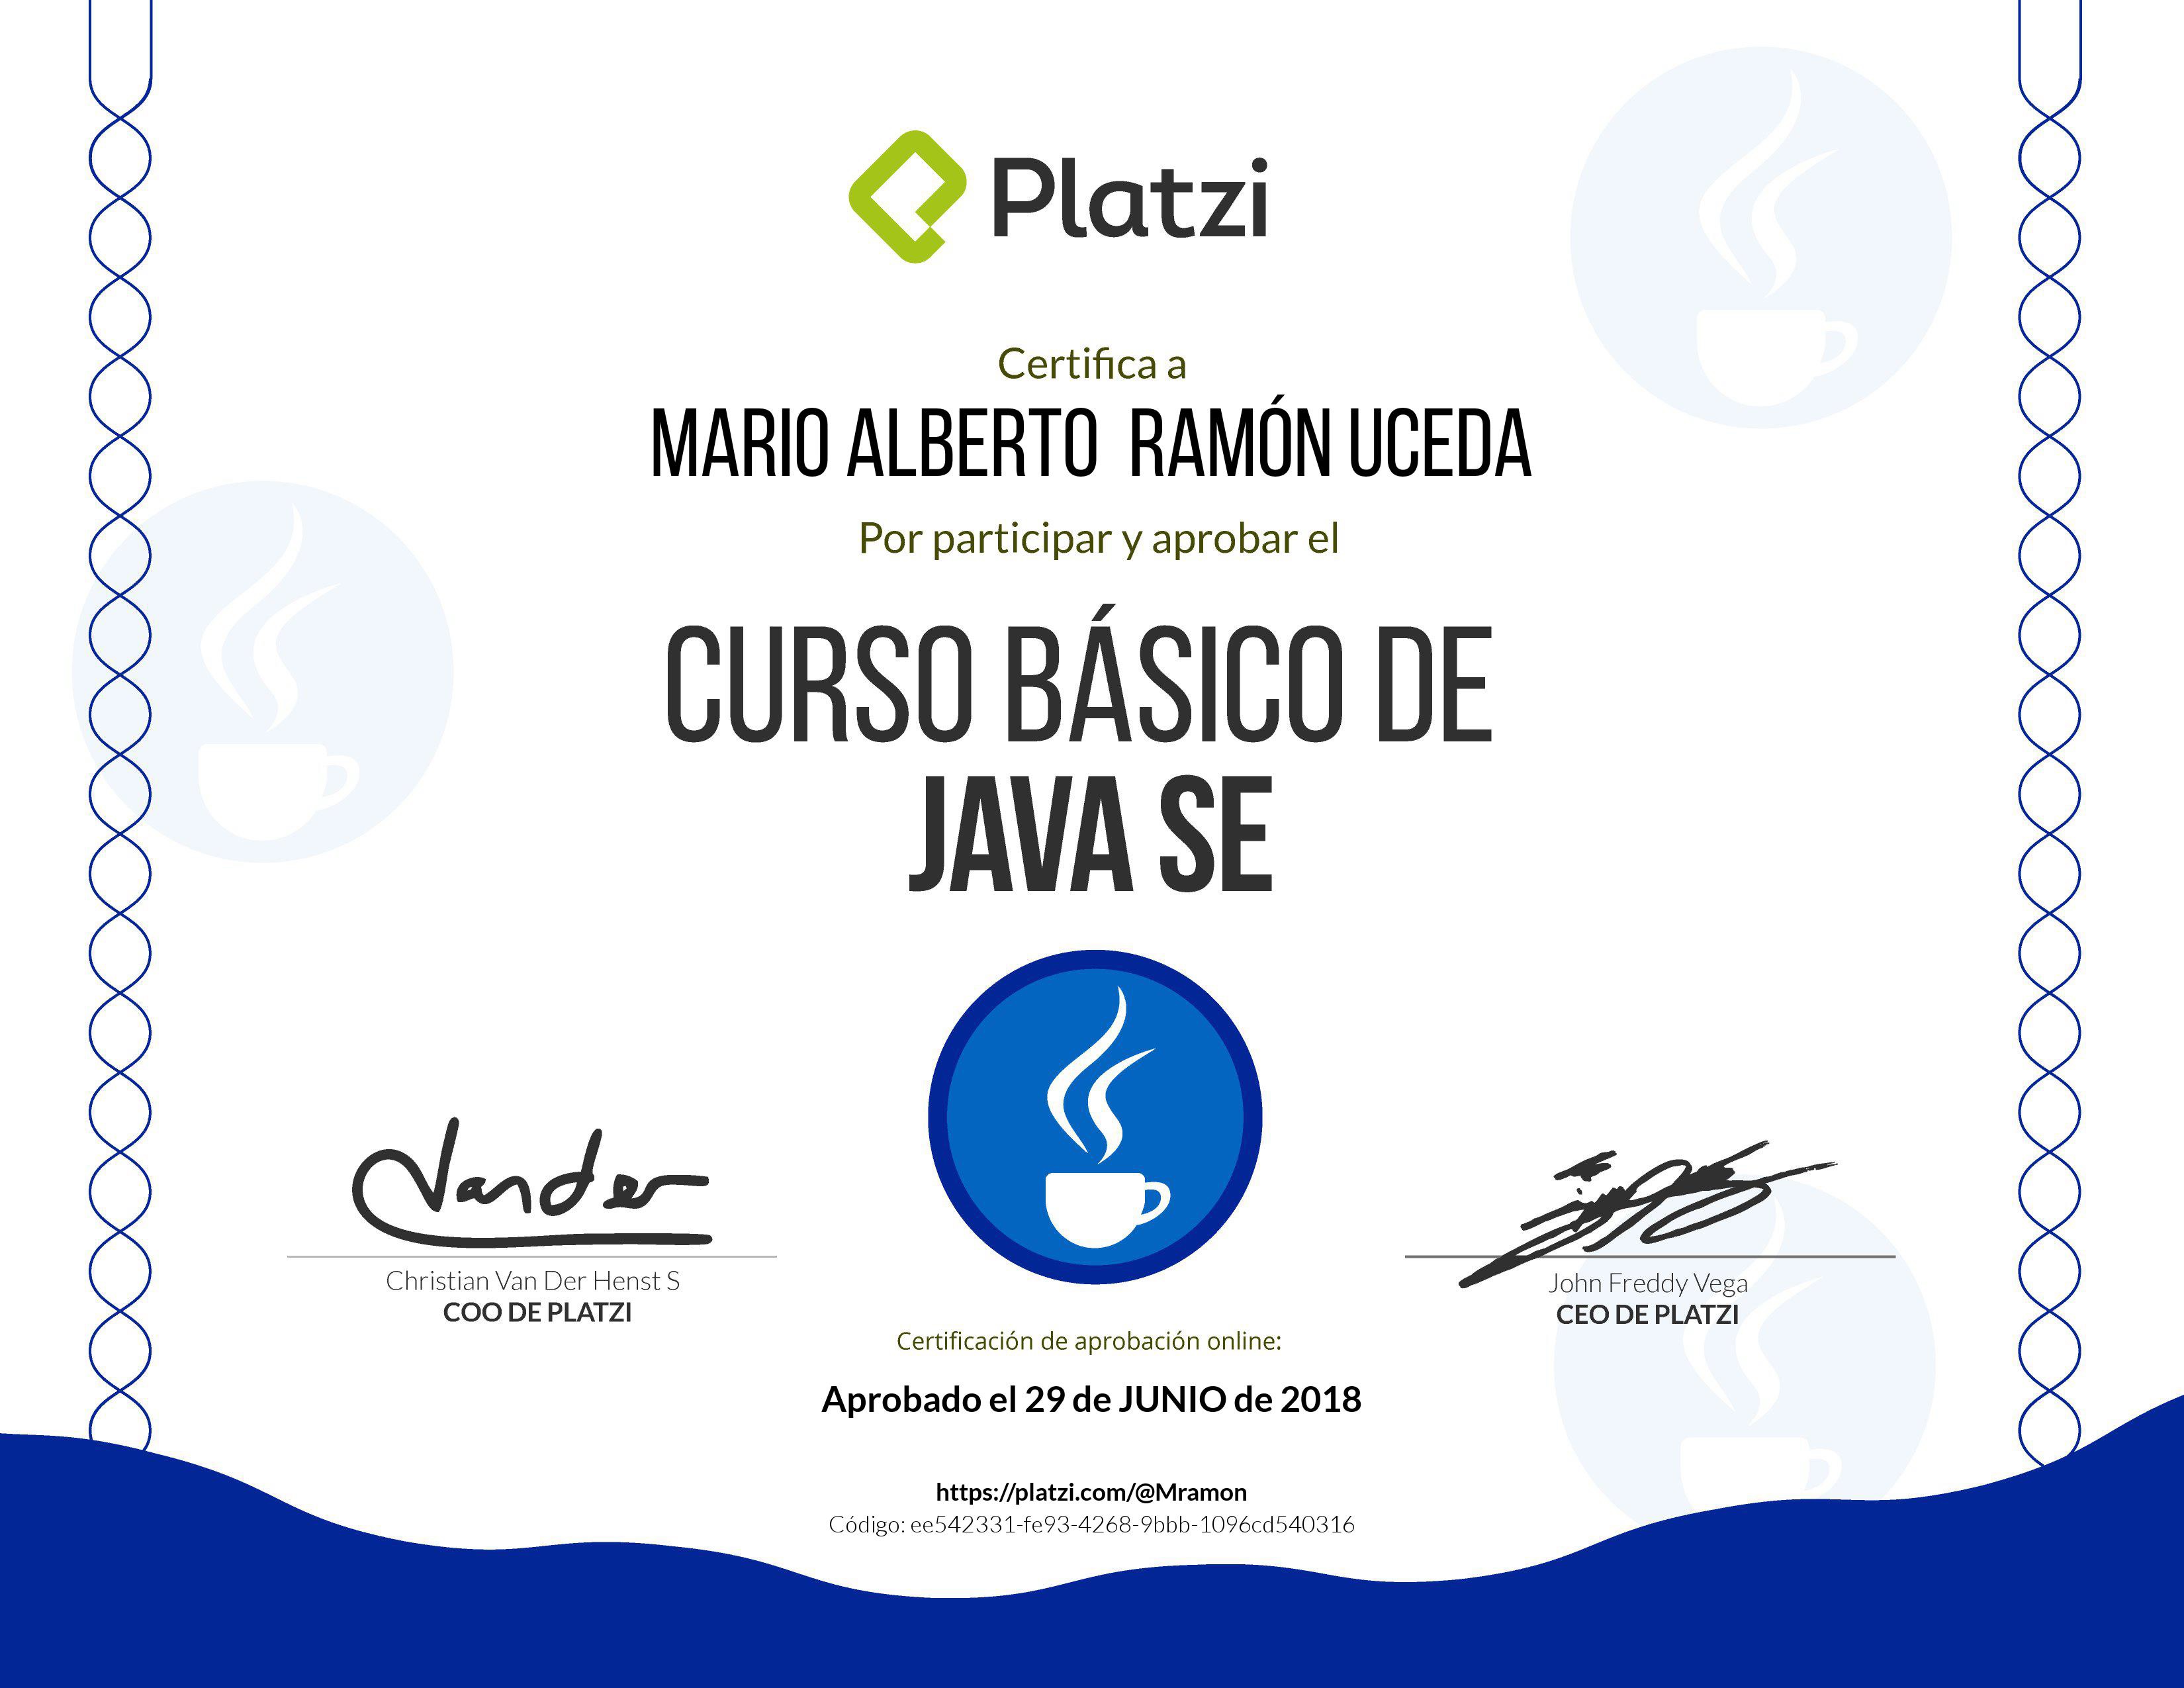 Platzi
Certifica a
MARIO ALBERTO RAMÓN UCEDA
Por participar y aprobar el
CURSO BÁSICO DE
JAVA SE
Vander
Christian Van Der Henst S
COO DE PLATZI
John Freddy Vega
CEO DE PLATZI
Certificación de aprobación online:
Aprobado el 29 de JUNIO de 2018
https://platzi.com/@Mramon
Código: ee542331-fe93-4268-9bbb-1096cd540316